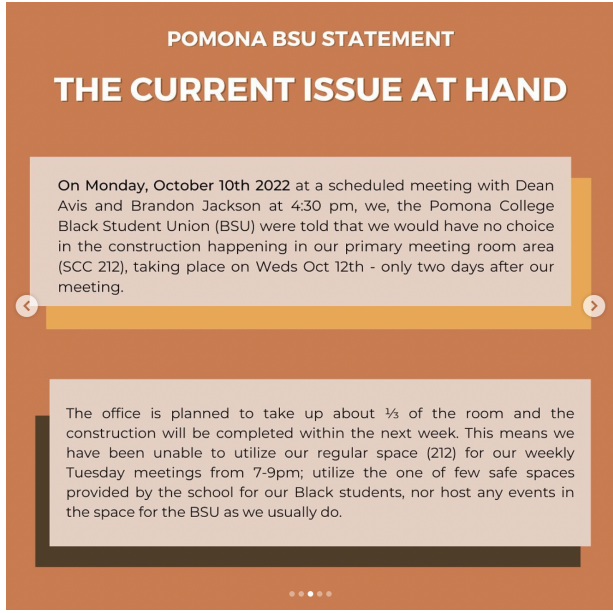 POMONA BSU STATEMENT
THE CURRENT ISSUE AT HAND
On Monday, October 10th 2022 at a scheduled meeting with Dean
Avis and Brandon Jackson at 4:30 pm, we, the Pomona College
Black Student Union (BSU) were told that we would have no choice
in the construction happening in our primary meeting room area
(SCC 212), taking place on Weds Oct 12th - only two days after our
meeting.
The office is planned to take up about ⅓ of the room and the
construction will be completed within the next week. This means we
have been unable to utilize our regular space (212) for our weekly
Tuesday meetings from 7-9pm; utilize the one of few safe spaces
provided by the school for our Black students, nor host any events in
the space for the BSU as we usually do.